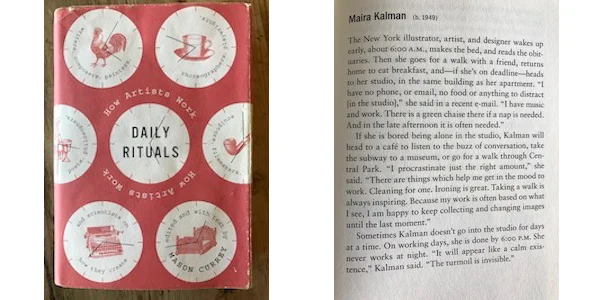 How Artists Work
DAILY
RITUALS
How Artists Work
and scientists
how they create
edited and with text by
MASON CURREY
Maira Kalman (b. 1949)
The New York illustrator, artist, and designer wakes up
early, about 6:00 A.M., makes the bed, and reads the obit-
uaries. Then she goes for a walk with a friend, returns
home to eat breakfast, and—if she's on deadline—heads
to her studio, in the same building as her apartment. "I
have no phone, or email, no food or anything to distract
[in the studio]," she said in a recent e-mail. "I have music
and work. There is a green chaise there if a nap is needed.
And in the late afternoon it is often needed."
If she is bored being alone in the studio, Kalman will
head to a café to listen to the buzz of conversation, take
the subway to a museum, or go for a walk through Cen-
tral Park. "I procrastinate just the right amount," she
said. "There are things which help me get in the mood to
work. Cleaning for one. Ironing is great. Taking a walk is
always inspiring. Because my work is often based on what
I see, I am happy to keep collecting and changing images
until the last moment."
Sometimes Kalman doesn't go into the studio for days
at a time. On working days, she is done by 6:00 P.M. She
never works at night. "It will appear like a calm exis-
tence," Kalman said. "The turmoil is invisible."